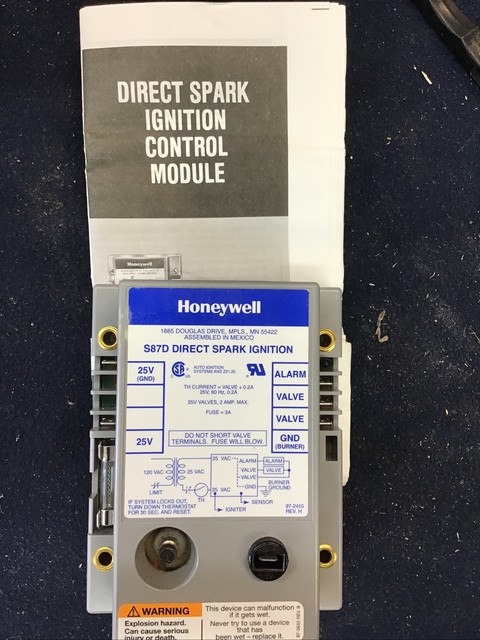 DIRECT SPARK
IGNITION
CONTROL
MODULE
Honeywell
Honeywell
1885 DOUGLAS DRIVE, MPLS., MN 55422
ASSEMBLED IN MEXICO
S87D DIRECT SPARK IGNITION
25V
(GND)
AUTO IGNITION
SYSTEMS ANSI Z21.20
ALARM
TH CURRENT = VALVE + 0.2A
25V, 60 Hz, 0.2A
VALVE
25V VALVES, 2 AMP. MAX.
FUSE = 3A
VALVE
25V
DO NOT SHORT VALVE
TERMINALS. FUSE WILL BLOW.
GND
(BURNER)
120 VAC
25 VAC
25 VAC
ALARM
ALARM
VALVE
VALVE
VALVE
GND
BURNER
GROUND
LIMIT
TH
25 VAC
SENSOR
IGNITER
IF SYSTEM LOCKS OUT,
TURN DOWN THERMOSTAT
FOR 30 SEC. AND RESET.
97-2455
REV. H
WARNING
Explosion hazard.
Can cause serious
injury or death.
This device can malfunction
if it gets wet.
Never try to use a device
that has
been wet – replace it.